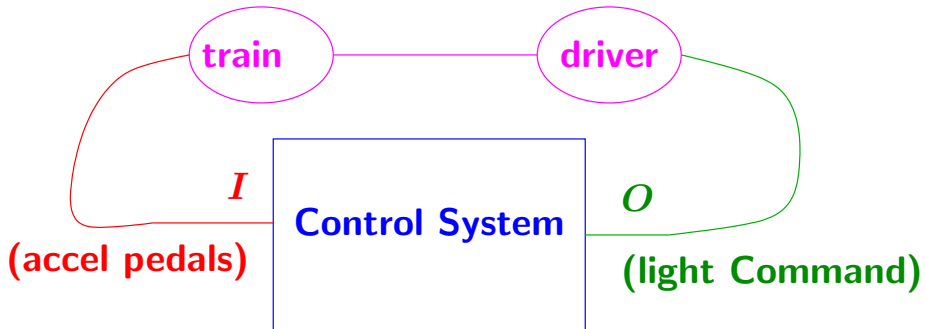 train
driver
I
O
Control System
(accel pedals)
(light Command)